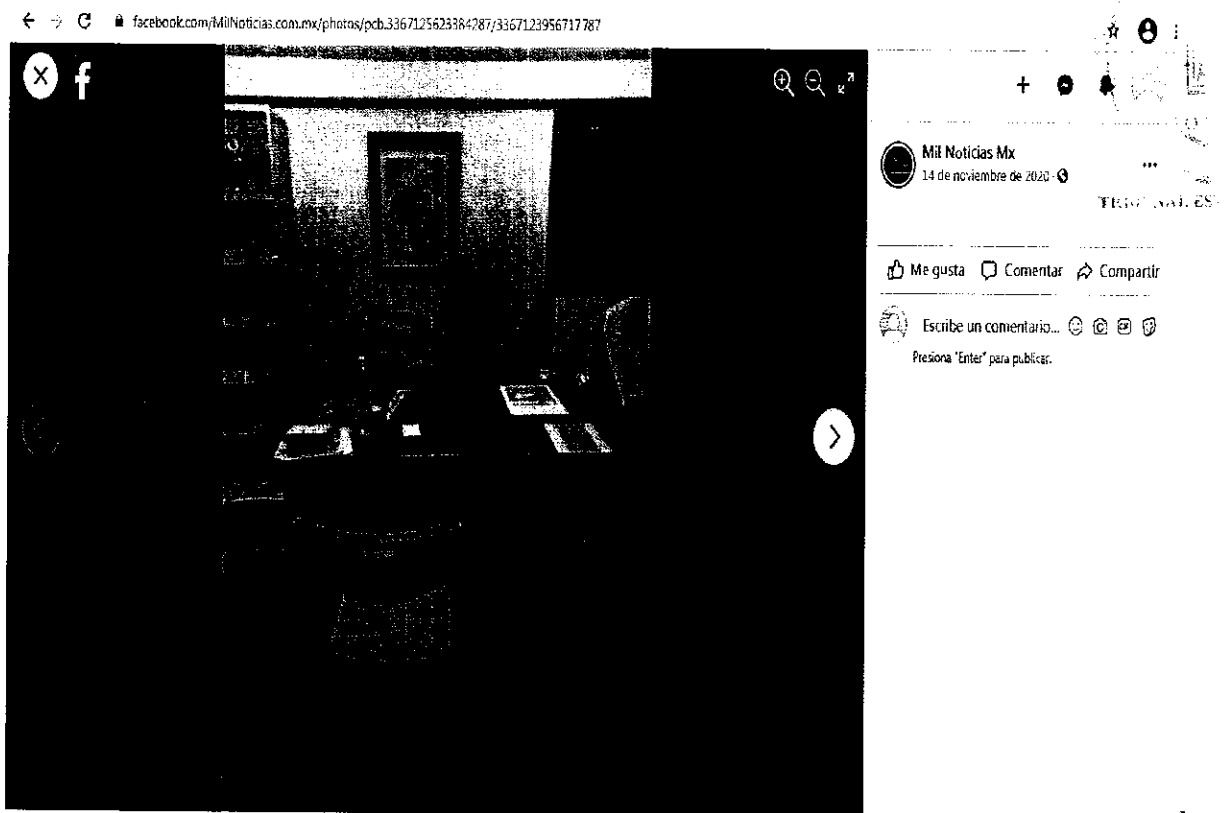 facebook.com/MilNoticias.com.mx/photos/pcb.3367125623384287/3367123956717787
Mil Noticias Mx
14 de noviembre de 2020 ·
Me gusta Comentar Compartir
Escribe un comentario...
Presiona "Enter" para publicar.